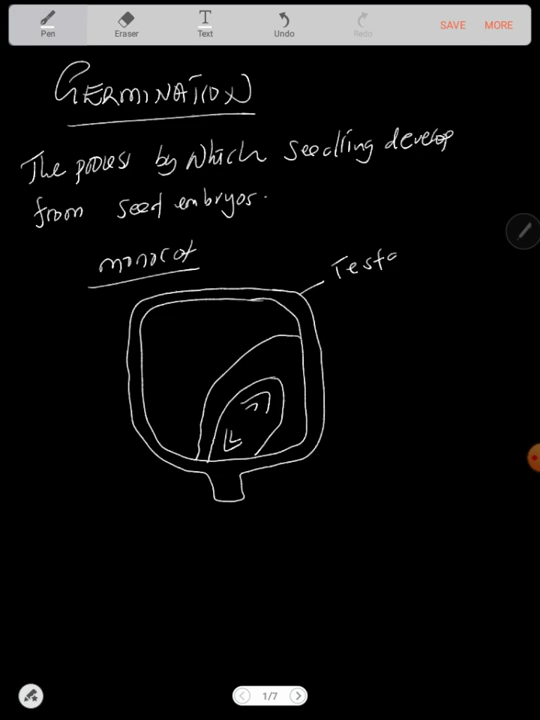 Pen Eraser Text Undo Redo SAVE MORE
GERMINATION
The process by which seedling develop
from seed embryos.
monocot
Testa
1/7